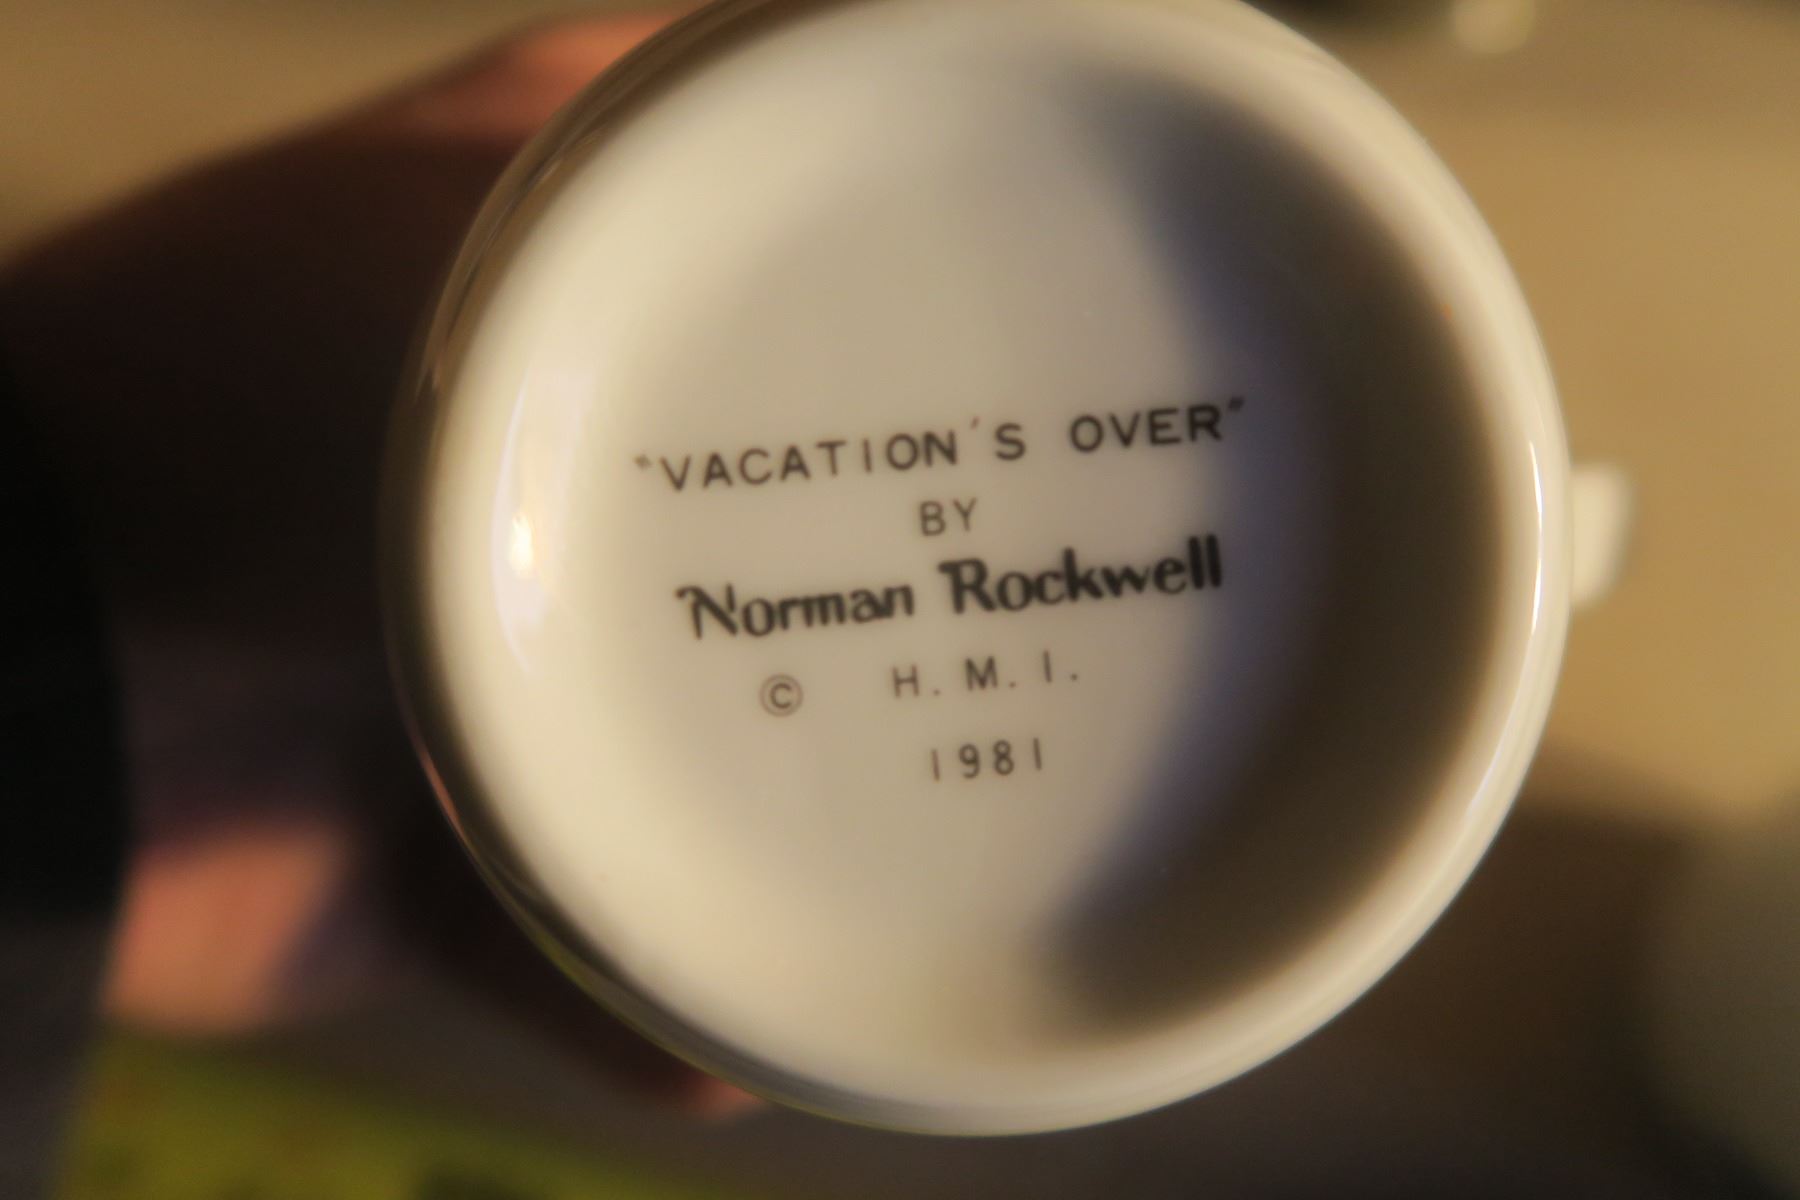 "VACATION'S OVER"
BY
Norman Rockwell
© H. M. I.
1981